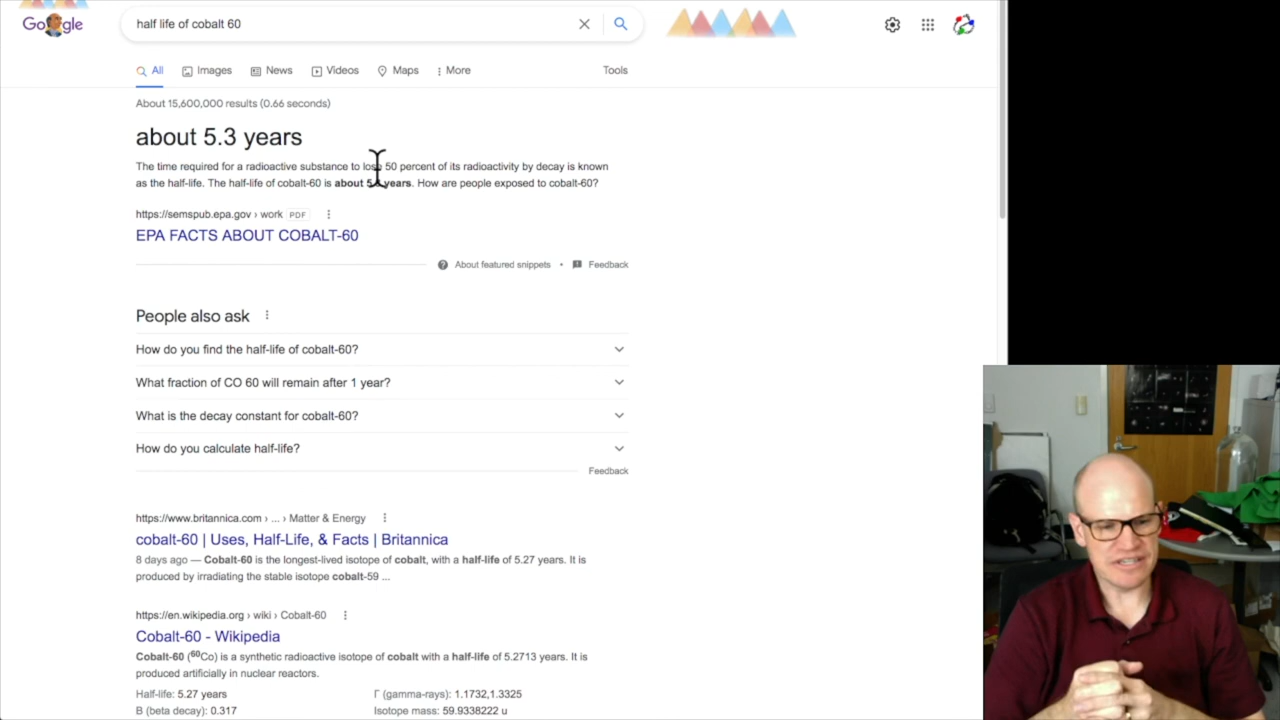 Google
half life of cobalt 60
All Images News Videos Maps More Tools
About 15,600,000 results (0.66 seconds)
about 5.3 years
The time required for a radioactive substance to lose 50 percent of its radioactivity by decay is known
as the half-life. The half-life of cobalt-60 is about 5.3 years. How are people exposed to cobalt-60?
https://semspub.epa.gov › work PDF
EPA FACTS ABOUT COBALT-60
About featured snippets • Feedback
People also ask
How do you find the half-life of cobalt-60?
What fraction of CO 60 will remain after 1 year?
What is the decay constant for cobalt-60?
How do you calculate half-life?
Feedback
https://www.britannica.com › ... › Matter & Energy
cobalt-60 | Uses, Half-Life, & Facts | Britannica
8 days ago — Cobalt-60 is the longest-lived isotope of cobalt, with a half-life of 5.27 years. It is
produced by irradiating the stable isotope cobalt-59 ...
https://en.wikipedia.org › wiki › Cobalt-60
Cobalt-60 - Wikipedia
Cobalt-60 (⁶⁰Co) is a synthetic radioactive isotope of cobalt with a half-life of 5.2713 years. It is
produced artificially in nuclear reactors.
Half-life: 5.27 years Γ (gamma-rays): 1.1732,1.3325
Β (beta decay): 0.317 Isotope mass: 59.9338222 u